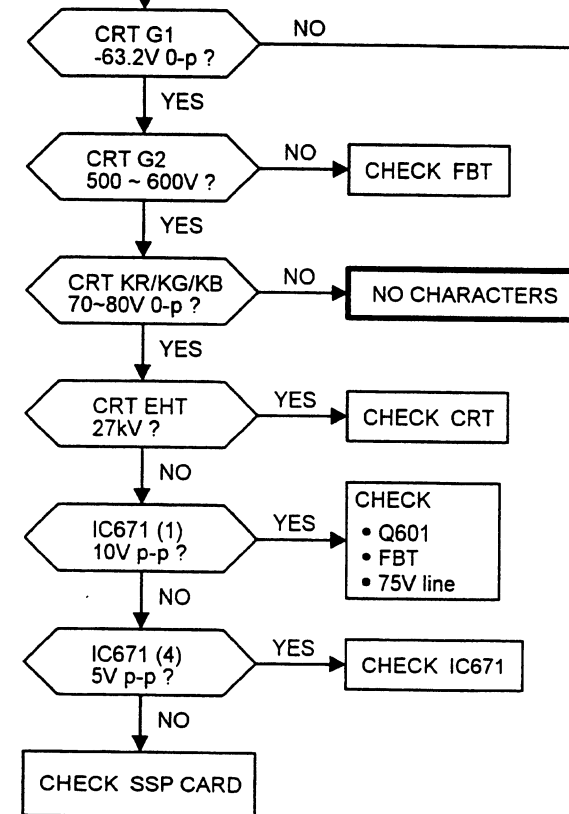 CRT G1
-63.2V 0-p ?
NO
YES
CRT G2
500 ~ 600V ?
NO
CHECK FBT
YES
CRT KR/KG/KB
70~80V 0-p ?
NO
NO CHARACTERS
YES
CRT EHT
27kV ?
YES
CHECK CRT
NO
IC671 (1)
10V p-p ?
YES
CHECK
• Q601
• FBT
• 75V line
NO
IC671 (4)
5V p-p ?
YES
CHECK IC671
NO
CHECK SSP CARD